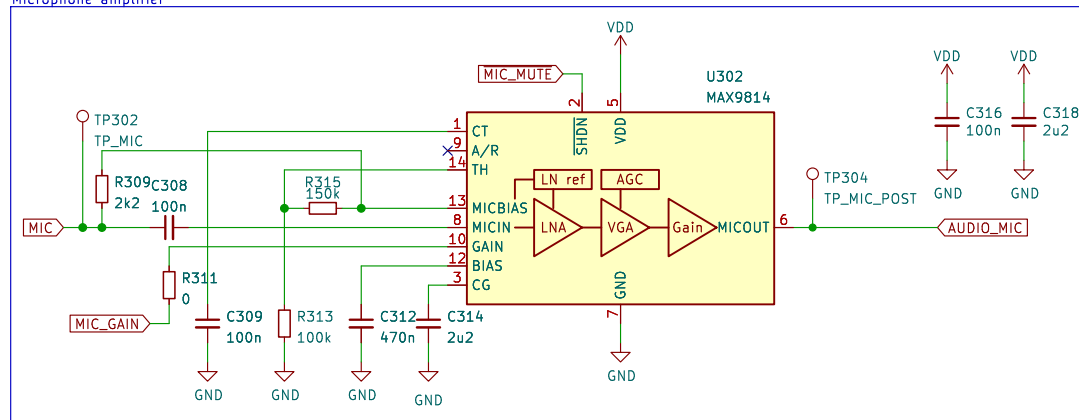 Microphone amplifier
MIC_MUTE
VDD
U302
MAX9814
VDD
VDD
C316
100n
C318
2u2
GND
GND
TP302
TP_MIC
1
CT
9
A/R
14
TH
2
SHDN
5
VDD
LN ref
AGC
R309
2k2
C308
100n
R315
150k
13
MICBIAS
8
MICIN
10
GAIN
12
BIAS
3
CG
LNA
VGA
Gain
MICOUT
6
TP304
TP_MIC_POST
MIC
AUDIO_MIC
R311
0
MIC_GAIN
C309
100n
R313
100k
C312
470n
C314
2u2
GND
7
GND
GND
GND
GND
GND